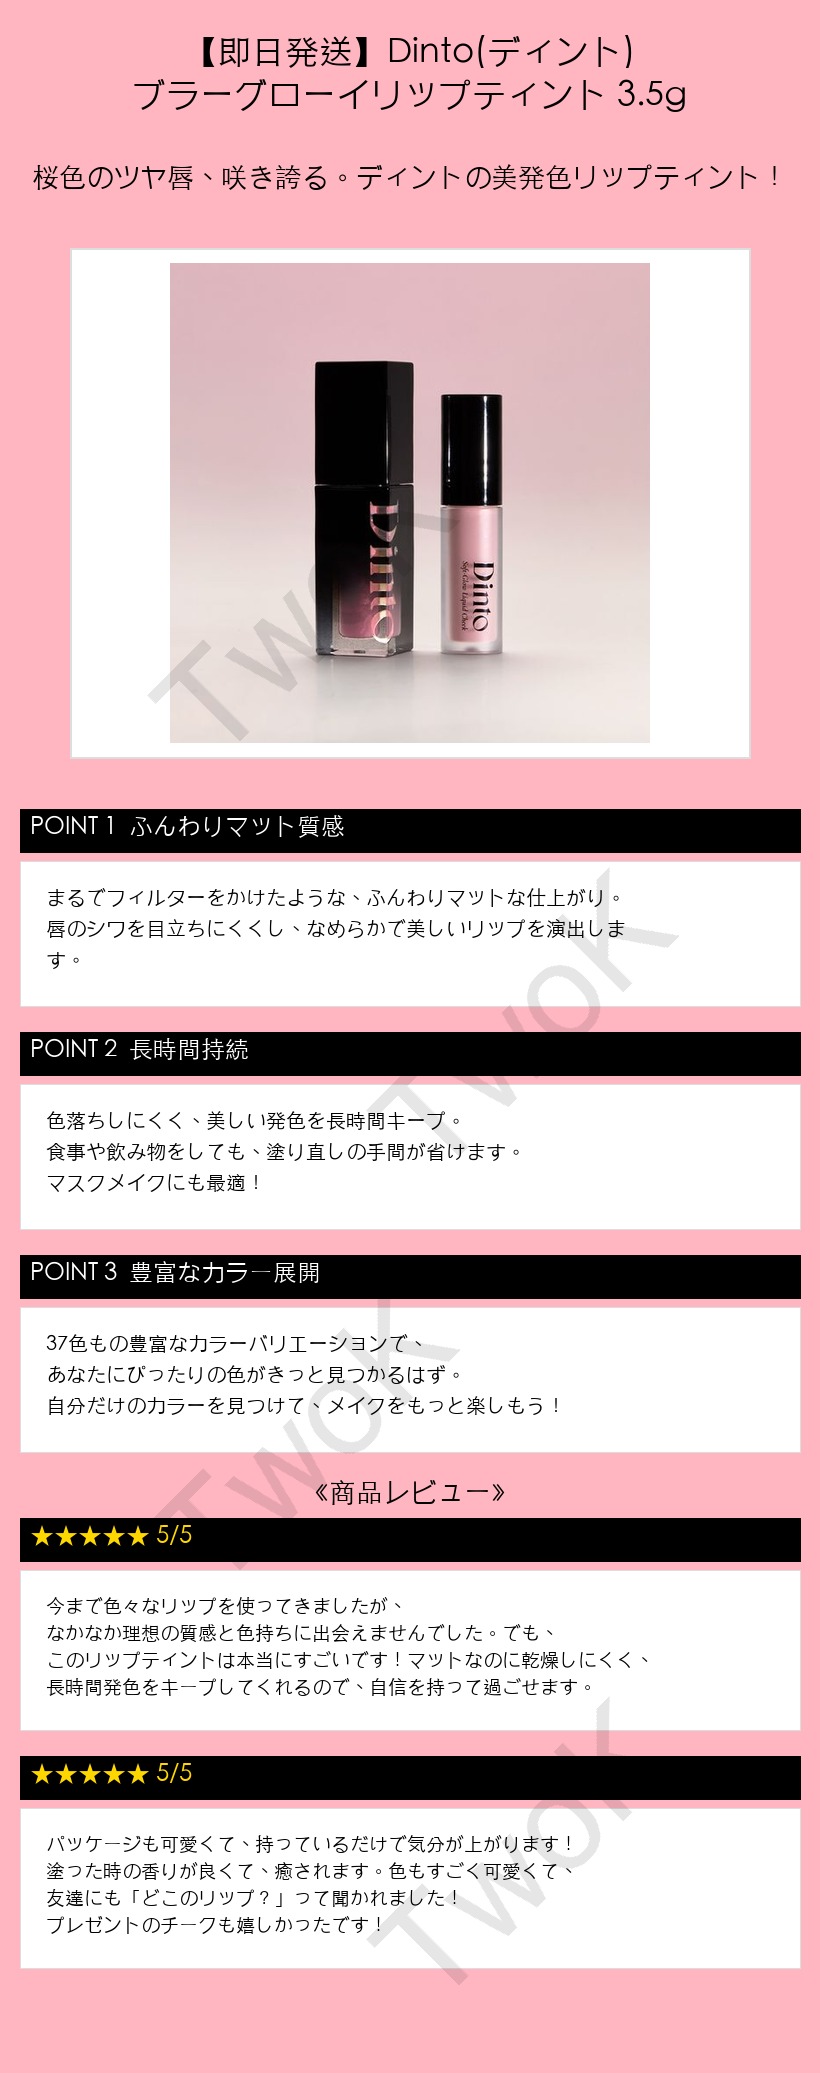 【即日発送】Dinto(ディント)
ブラーグローイリップティント 3.5g
桜色のツヤ唇、咲き誇る。ディントの美発色リップティント！
Dinto
Dinto
Soft-Glow Liquid Cheek
TwoK
POINT 1 ふんわりマット質感
まるでフィルターをかけたような、ふんわりマットな仕上がり。
唇のシワを目立ちにくくし、なめらかで美しいリップを演出しま
す。
TwoK
POINT 2 長時間持続
色落ちしにくく、美しい発色を長時間キープ。
食事や飲み物をしても、塗り直しの手間が省けます。
マスクメイクにも最適！
POINT 3 豊富なカラー展開
37色もの豊富なカラーバリエーションで、
あなたにぴったりの色がきっと見つかるはず。
自分だけのカラーを見つけて、メイクをもっと楽しもう！
TwoK
《商品レビュー》
★★★★★ 5/5
今まで色々なリップを使ってきましたが、
なかなか理想の質感と色持ちに出会えませんでした。でも、
このリップティントは本当にすごいです！マットなのに乾燥しにくく、
長時間発色をキープしてくれるので、自信を持って過ごせます。
★★★★★ 5/5
パッケージも可愛くて、持っているだけで気分が上がります！
塗った時の香りが良くて、癒されます。色もすごく可愛くて、
友達にも「どこのリップ？」って聞かれました！
プレゼントのチークも嬉しかったです！
TwoK